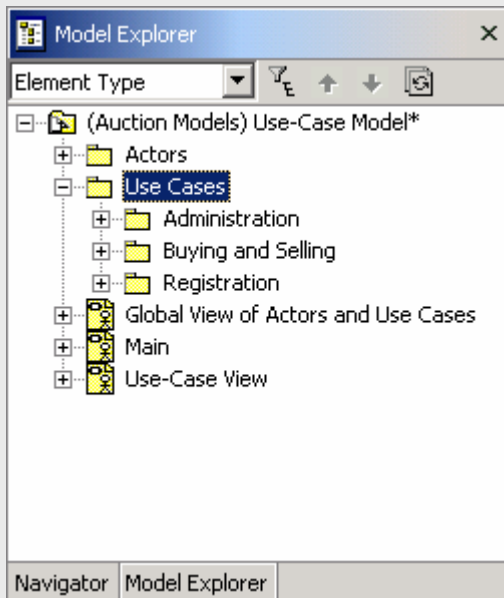 Model Explorer
Element Type
(Auction Models) Use-Case Model*
Actors
Use Cases
Administration
Buying and Selling
Registration
Global View of Actors and Use Cases
Main
Use-Case View
Navigator Model Explorer